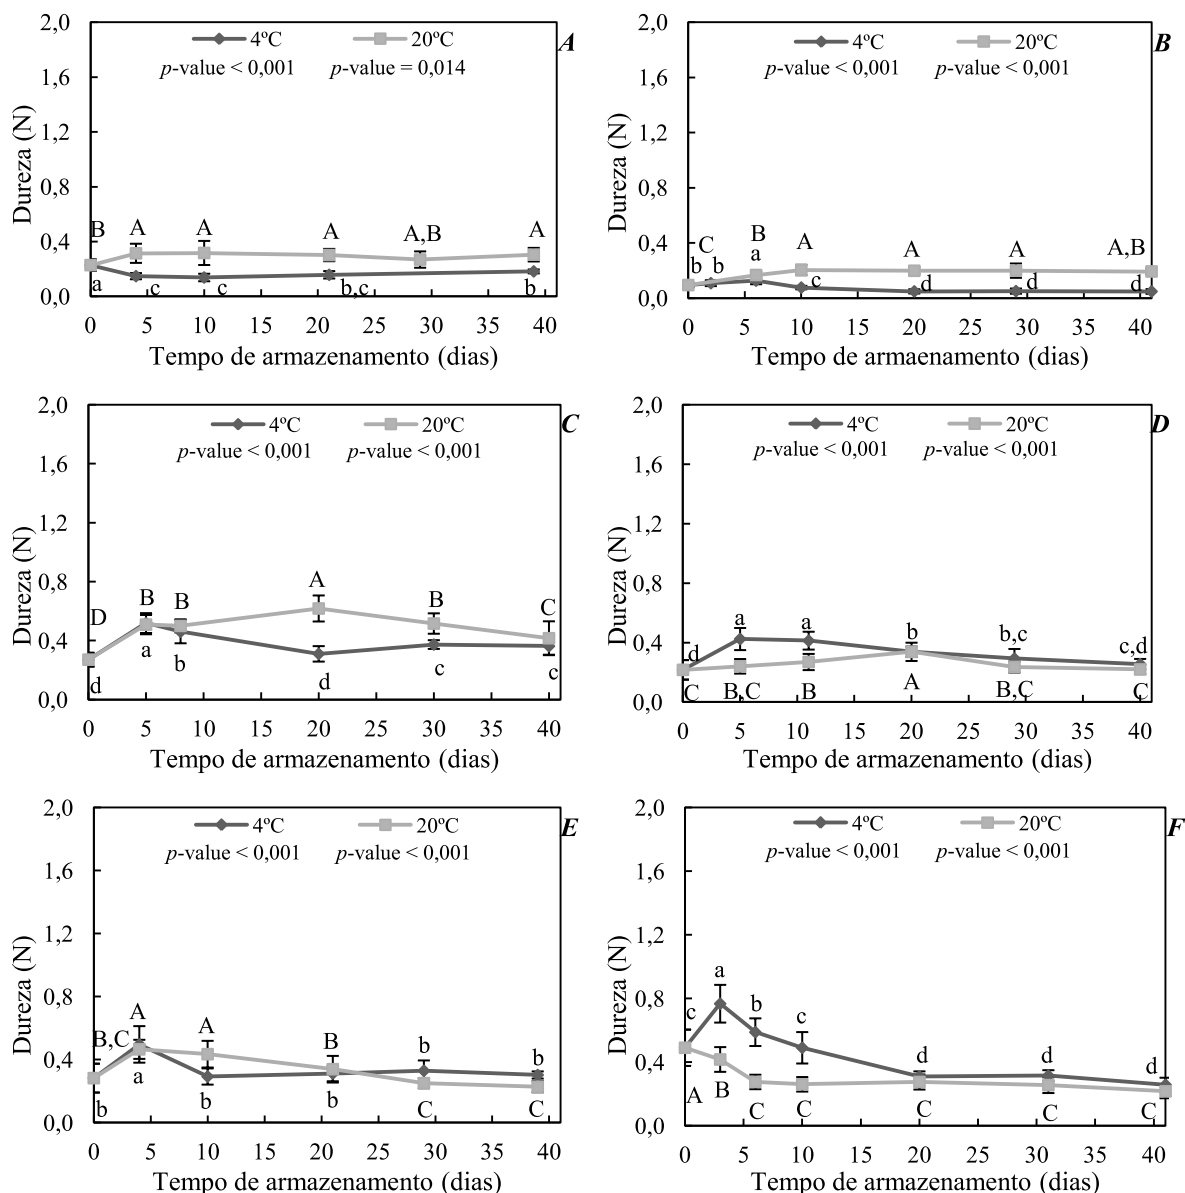 2,0
4ºC 20ºC A
p-value < 0,001 p-value = 0,014
1,6
1,2
0,8
0,4
0,0
Dureza (N)
B A A A A,B A
a c c b,c b
0 5 10 15 20 25 30 35 40
Tempo de armazenamento (dias)
2,0
4ºC 20ºC B
p-value < 0,001 p-value < 0,001
1,6
1,2
0,8
0,4
0,0
Dureza (N)
C B A A A A,B
b b a c d d d
0 5 10 15 20 25 30 35 40
Tempo de armaenamento (dias)
2,0
4ºC 20ºC C
p-value < 0,001 p-value < 0,001
1,6
1,2
0,8
0,4
0,0
Dureza (N)
D B B A B C
d a b d c c
0 5 10 15 20 25 30 35 40
Tempo de armazenamento (dias)
2,0
4ºC 20ºC D
p-value < 0,001 p-value < 0,001
1,6
1,2
0,8
0,4
0,0
Dureza (N)
d a a b b,c c,d
C B,C B A B,C C
0 5 10 15 20 25 30 35 40
Tempo de armazenamento (dias)
2,0
4ºC 20ºC E
p-value < 0,001 p-value < 0,001
1,6
1,2
0,8
0,4
0,0
Dureza (N)
B,C A A B b b
b a b b C C
0 5 10 15 20 25 30 35 40
Tempo de armazenamento (dias)
2,0
4ºC 20ºC F
p-value < 0,001 p-value < 0,001
1,6
1,2
0,8
0,4
0,0
Dureza (N)
c a b c d d d
A B C C C C C
0 5 10 15 20 25 30 35 40
Tempo de armazenamento (dias)